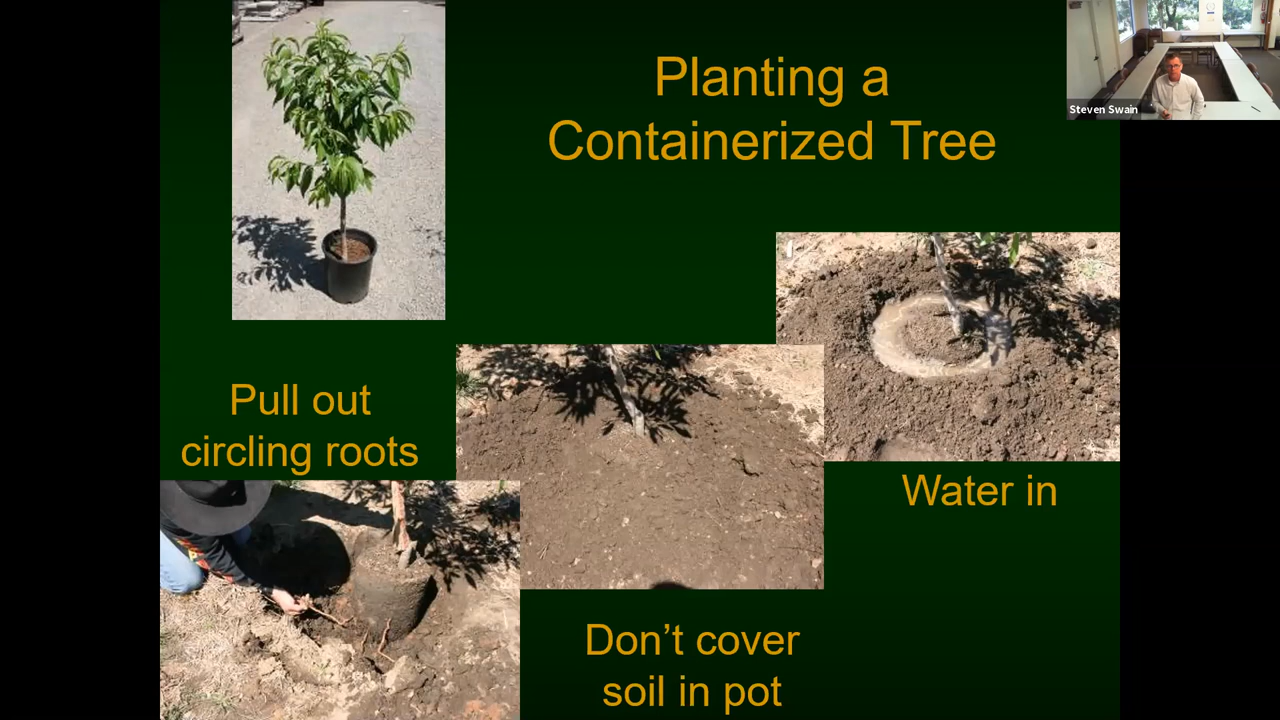 Planting a
Containerized Tree
Steven Swain
Pull out
circling roots
Water in
Don’t cover
soil in pot